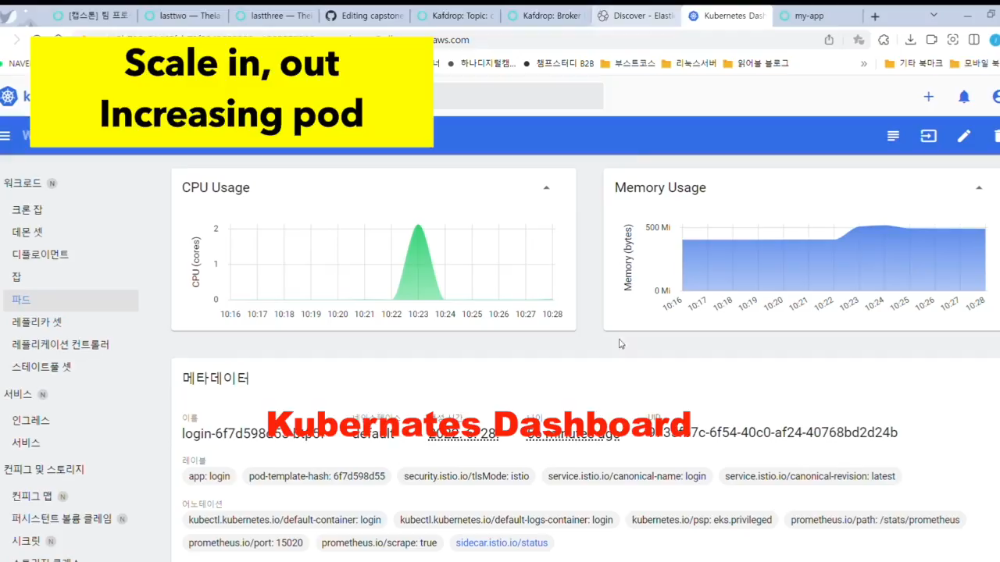 [캡스톤] 팀 프로
lasttwo — Theia
lastthree — Thei
Editing capstone
Kafdrop: Topic: c
Kafdrop: Broker
Discover - Elasti
Kubernetes Dash
my-app
aws.com
NAVER
하나디지털캠...
챔프스터디 B2B
부스트코스
리눅스서버
읽어볼 블로그
»
기타 북마크
모바일 북
Scale in, out
Increasing pod
워크로드 N
크론 잡
데몬 셋
디플로이먼트
잡
파드
레플리카 셋
레플리케이션 컨트롤러
스테이트풀 셋
서비스 N
인그레스
서비스
컨피그 및 스토리지
컨피그 맵 N
퍼시스턴트 볼륨 클레임 N
시크릿 N
스토리지 클래스
CPU Usage
CPU (cores)
2
1
0
10:16 10:17 10:18 10:19 10:20 10:21 10:22 10:23 10:24 10:25 10:26 10:27 10:28
Memory Usage
Memory (bytes)
500 Mi
0 Mi
10:16 10:17 10:18 10:19 10:20 10:21 10:22 10:23 10:24 10:25 10:26 10:27 10:28
메타데이터
이름
Kubernates Dashboard
default
minutes ago
7c-6f54-40c0-af24-40768bd2d24b
레이블
app: login
pod-template-hash: 6f7d598d55
security.istio.io/tlsMode: istio
service.istio.io/canonical-name: login
service.istio.io/canonical-revision: latest
어노테이션
kubectl.kubernetes.io/default-container: login
kubectl.kubernetes.io/default-logs-container: login
kubernetes.io/psp: eks.privileged
prometheus.io/path: /stats/prometheus
prometheus.io/port: 15020
prometheus.io/scrape: true
sidecar.istio.io/status